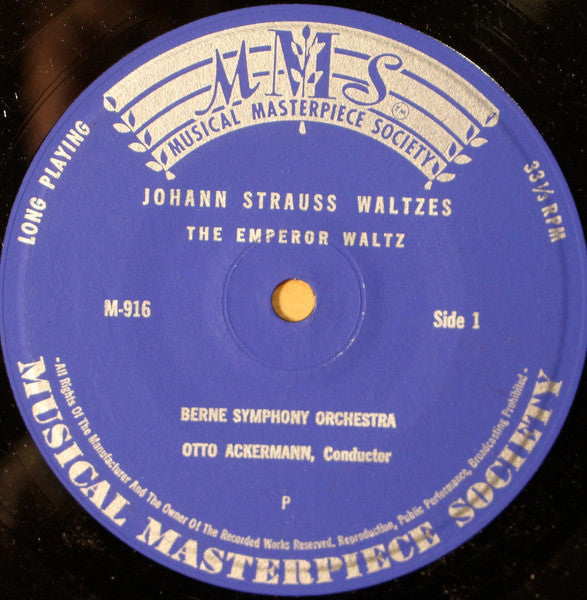 MMS
TM
MUSICAL MASTERPIECE SOCIETY
LONG PLAYING
33⅓ RPM
JOHANN STRAUSS WALTZES
THE EMPEROR WALTZ
M-916
Side 1
BERNE SYMPHONY ORCHESTRA
OTTO ACKERMANN, Conductor
P
-All Rights Of The Manufacturer And The Owner Of The Recorded Works Reserved. Reproduction, Public Performance, Broadcasting Prohibited-
MUSICAL MASTERPIECE SOCIETY